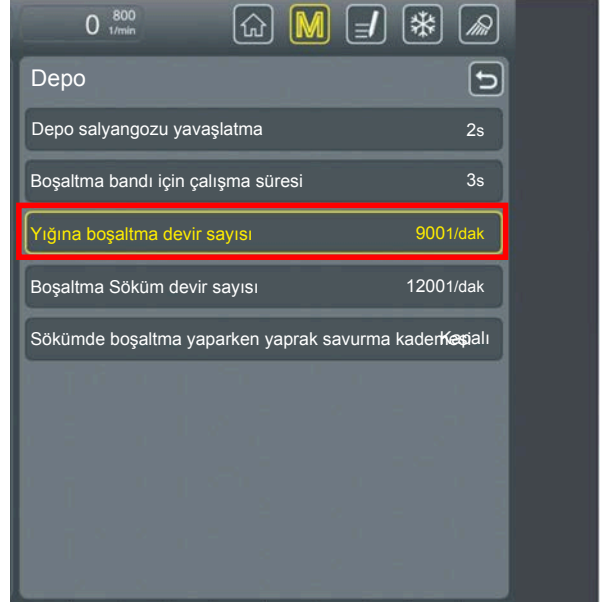 0 800
1/min
M
Depo
Depo salyangozu yavaşlatma 2s
Boşaltma bandı için çalışma süresi 3s
Yığına boşaltma devir sayısı 9001/dak
Boşaltma Söküm devir sayısı 12001/dak
Sökümde boşaltma yaparken yaprak savurma kademesi Kapalı